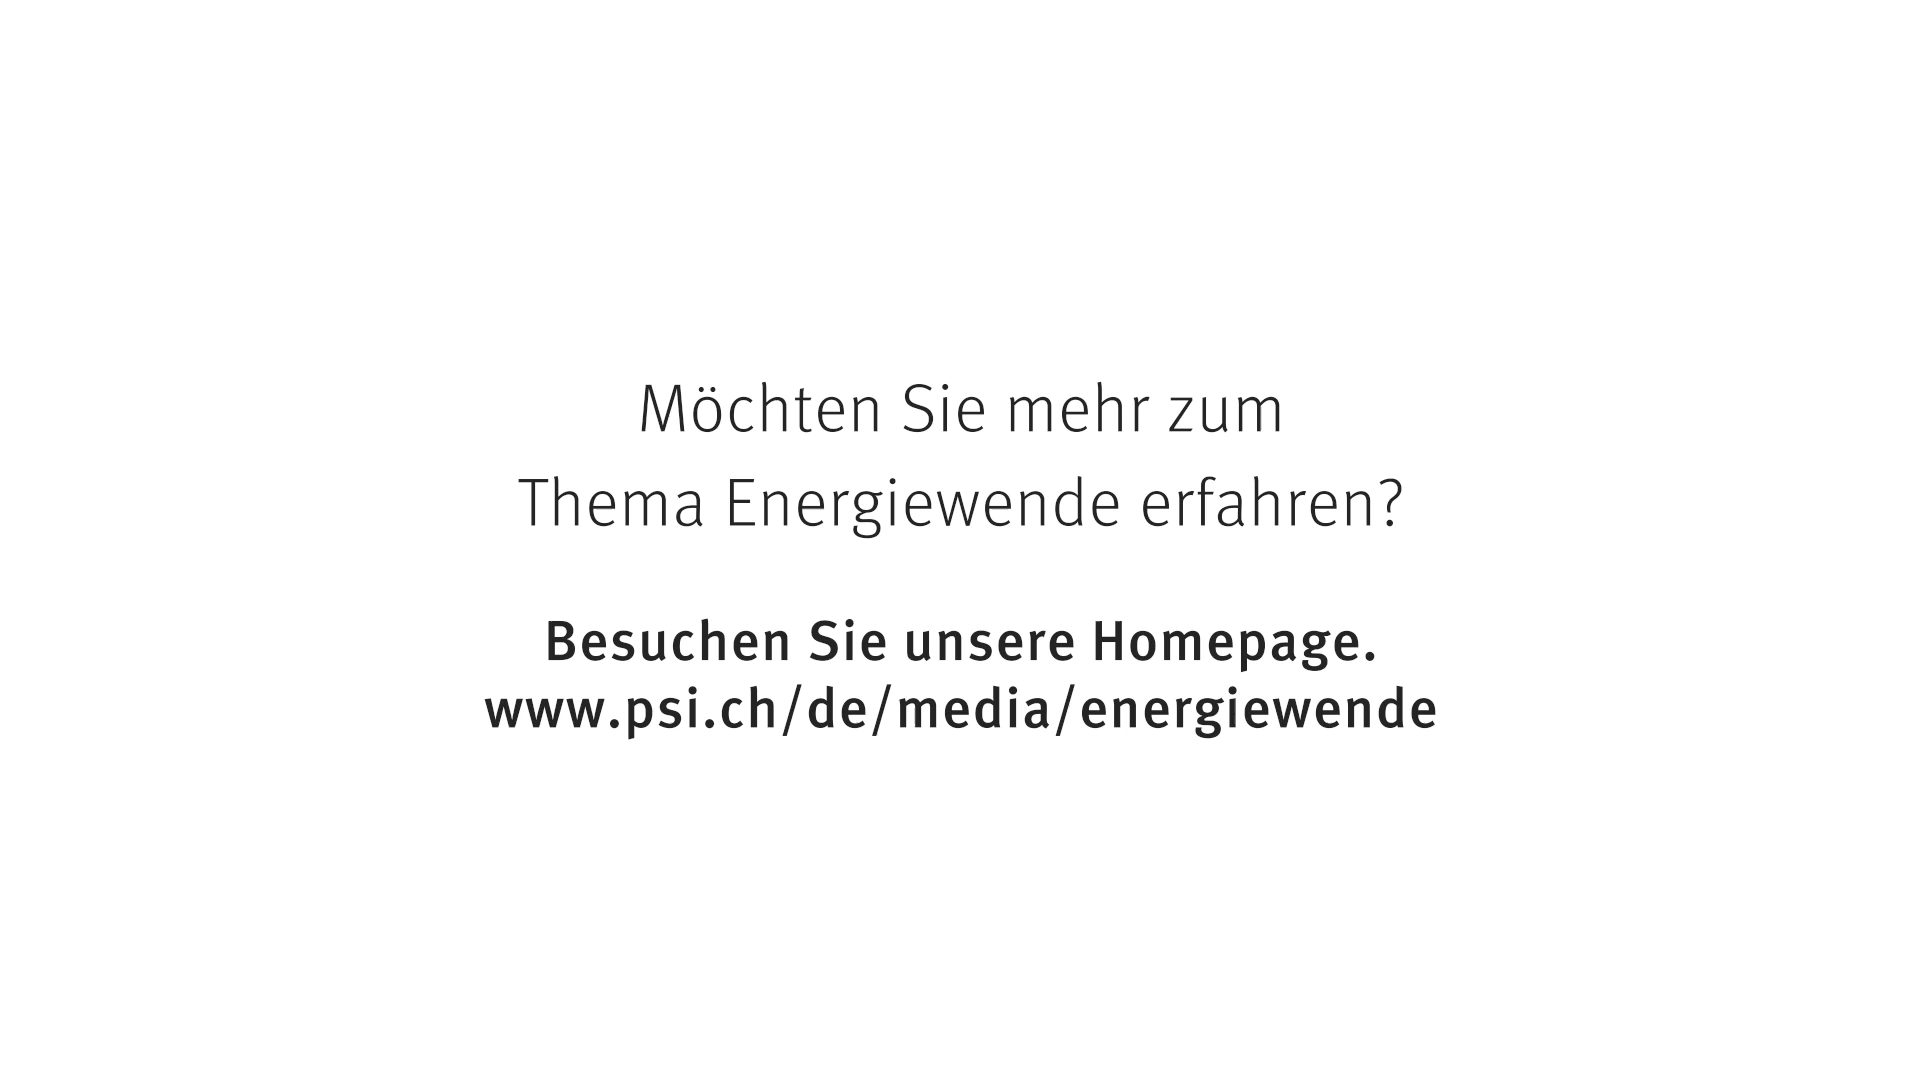 Möchten Sie mehr zum
Thema Energiewende erfahren?
Besuchen Sie unsere Homepage.
www.psi.ch/de/media/energiewende